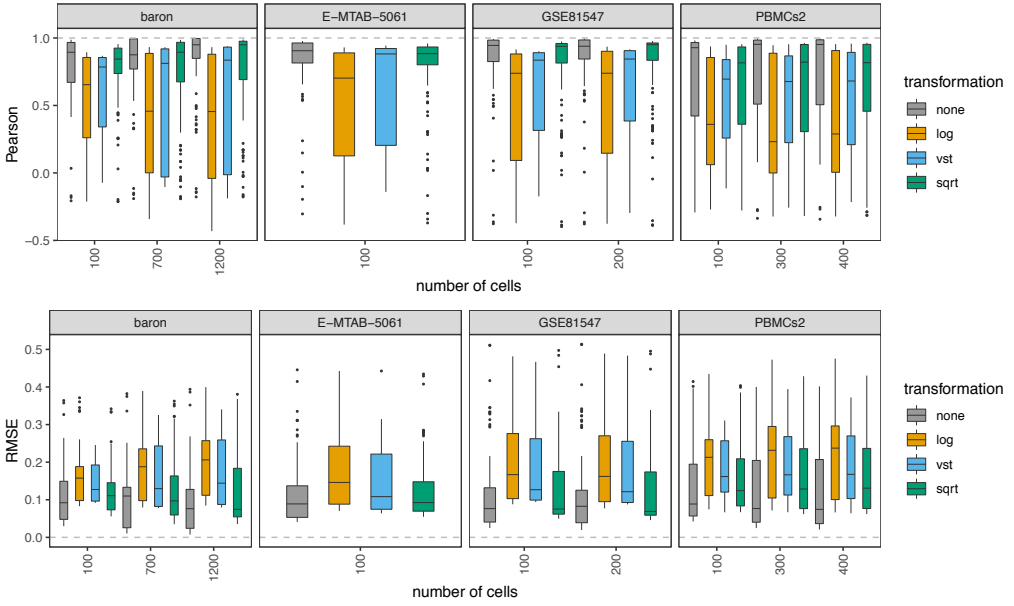 baron E-MTAB-5061 GSE81547 PBMCs2
1.0
0.5
0.0
−0.5
Pearson
100 700 1200 100 100 200 100 300 400
number of cells
transformation
none
log
vst
sqrt
baron E-MTAB-5061 GSE81547 PBMCs2
0.5
0.4
0.3
0.2
0.1
0.0
RMSE
100 700 1200 100 100 200 100 300 400
number of cells
transformation
none
log
vst
sqrt